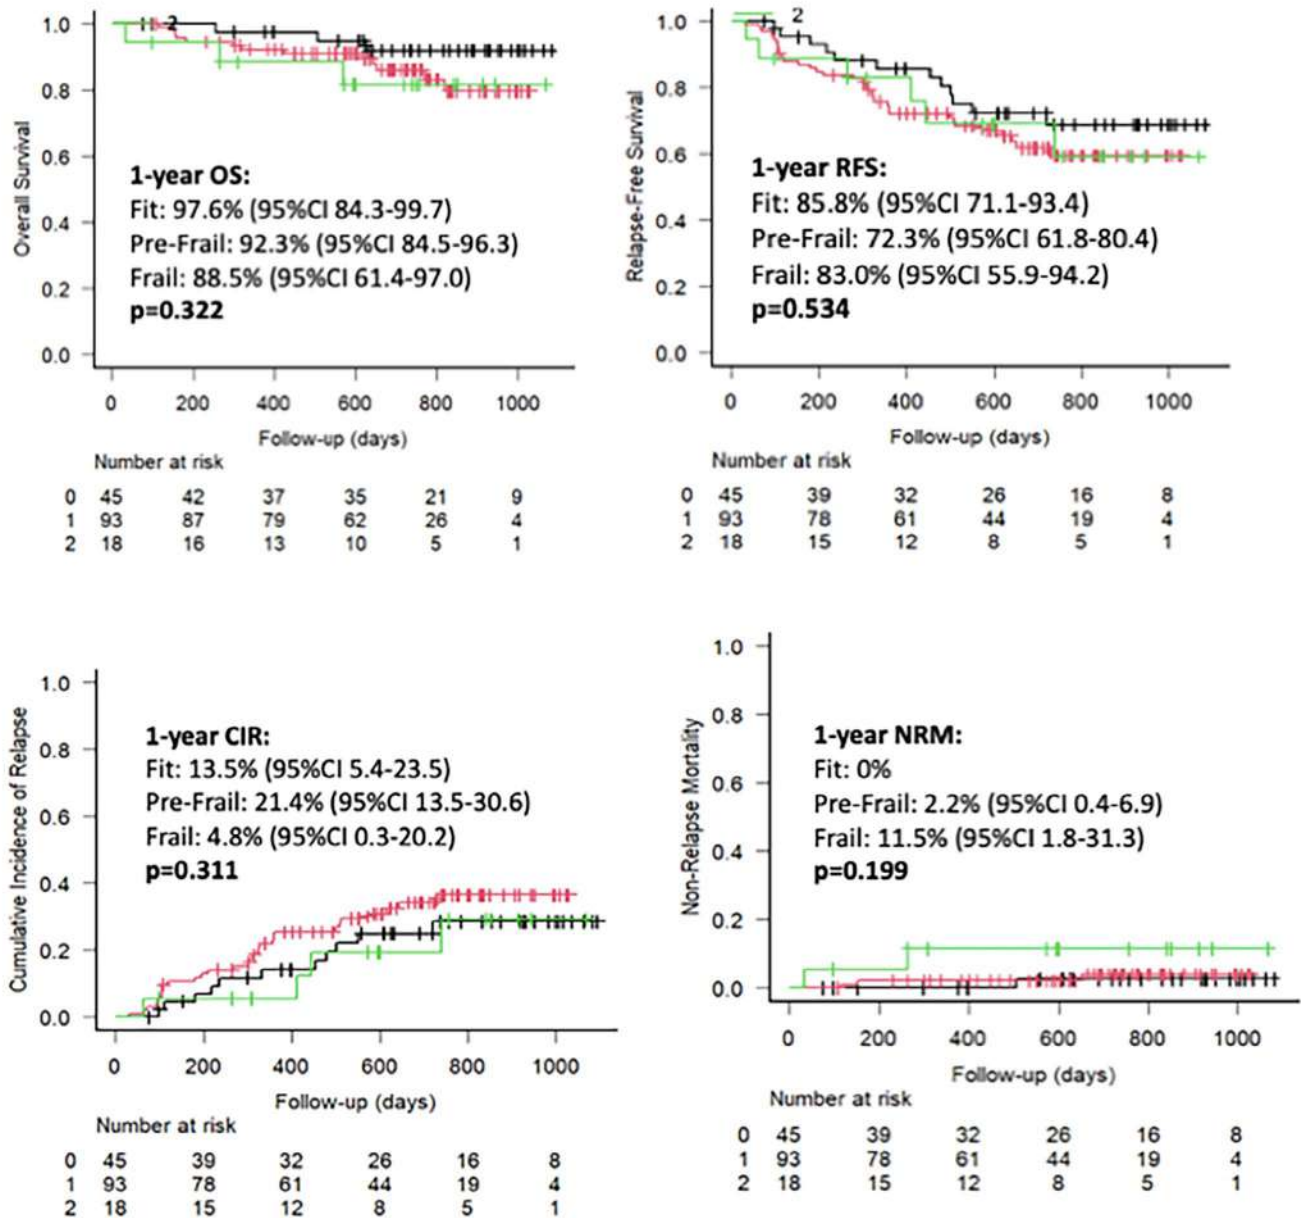 2
1.0
0.8
0.6
0.4
0.2
0.0
Overall Survival
1-year OS:
Fit: 97.6% (95%CI 84.3-99.7)
Pre-Frail: 92.3% (95%CI 84.5-96.3)
Frail: 88.5% (95%CI 61.4-97.0)
p=0.322
0 200 400 600 800 1000
Follow-up (days)
Number at risk
0 45 42 37 35 21 9
1 93 87 79 62 26 4
2 18 16 13 10 5 1
2
1.0
0.8
0.6
0.4
0.2
0.0
Relapse-Free Survival
1-year RFS:
Fit: 85.8% (95%CI 71.1-93.4)
Pre-Frail: 72.3% (95%CI 61.8-80.4)
Frail: 83.0% (95%CI 55.9-94.2)
p=0.534
0 200 400 600 800 1000
Follow-up (days)
Number at risk
0 45 39 32 26 16 8
1 93 78 61 44 19 4
2 18 15 12 8 5 1
1.0
0.8
0.6
0.4
0.2
0.0
Cumulative Incidence of Relapse
1-year CIR:
Fit: 13.5% (95%CI 5.4-23.5)
Pre-Frail: 21.4% (95%CI 13.5-30.6)
Frail: 4.8% (95%CI 0.3-20.2)
p=0.311
0 200 400 600 800 1000
Follow-up (days)
Number at risk
0 45 39 32 26 16 8
1 93 78 61 44 19 4
2 18 15 12 8 5 1
1.0
0.8
0.6
0.4
0.2
0.0
Non-Relapse Mortality
1-year NRM:
Fit: 0%
Pre-Frail: 2.2% (95%CI 0.4-6.9)
Frail: 11.5% (95%CI 1.8-31.3)
p=0.199
0 200 400 600 800 1000
Follow-up (days)
Number at risk
0 45 39 32 26 16 8
1 93 78 61 44 19 4
2 18 15 12 8 5 1